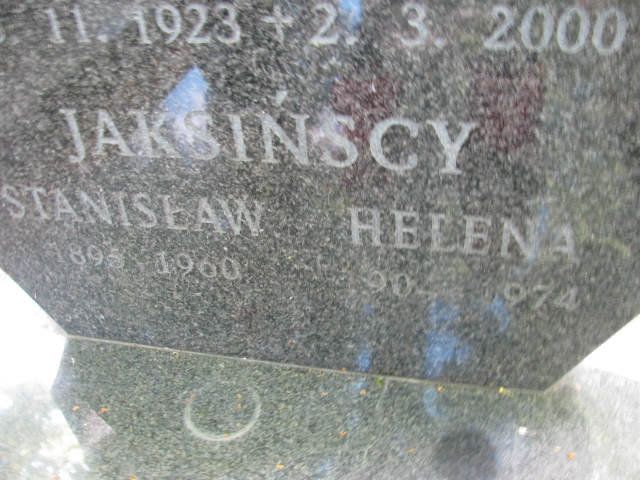 11. 1923 + 2. 3. 2000
JAKSIŃSCY
STANISŁAW HELENA
1960